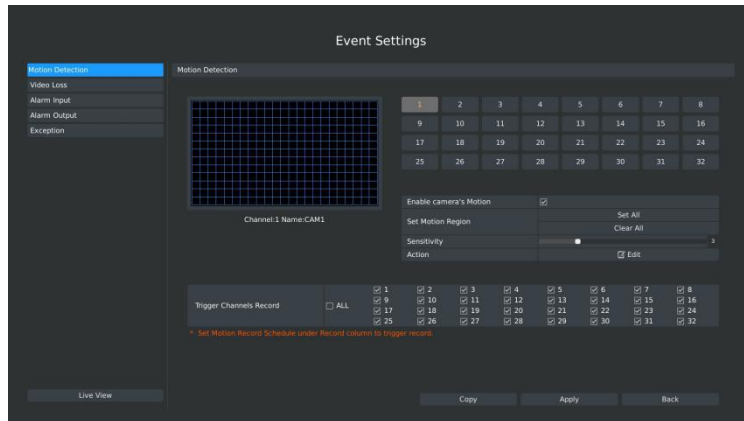 Event Settings
Motion Detection
Video Loss
Alarm Input
Alarm Output
Exception
Live View
Motion Detection
Channel:1 Name:CAM1
1 2 3 4 5 6 7 8
9 10 11 12 13 14 15 16
17 18 19 20 21 22 23 24
25 26 27 28 29 30 31 32
Enable camera's Motion
Set Motion Region
Set All
Clear All
Sensitivity 3
Action Edit
Trigger Channels Record ALL
1 2 3 4 5 6 7 8
9 10 11 12 13 14 15 16
17 18 19 20 21 22 23 24
25 26 27 28 29 30 31 32
* Set Motion Record Schedule under Record column to trigger record.
Copy Apply Back